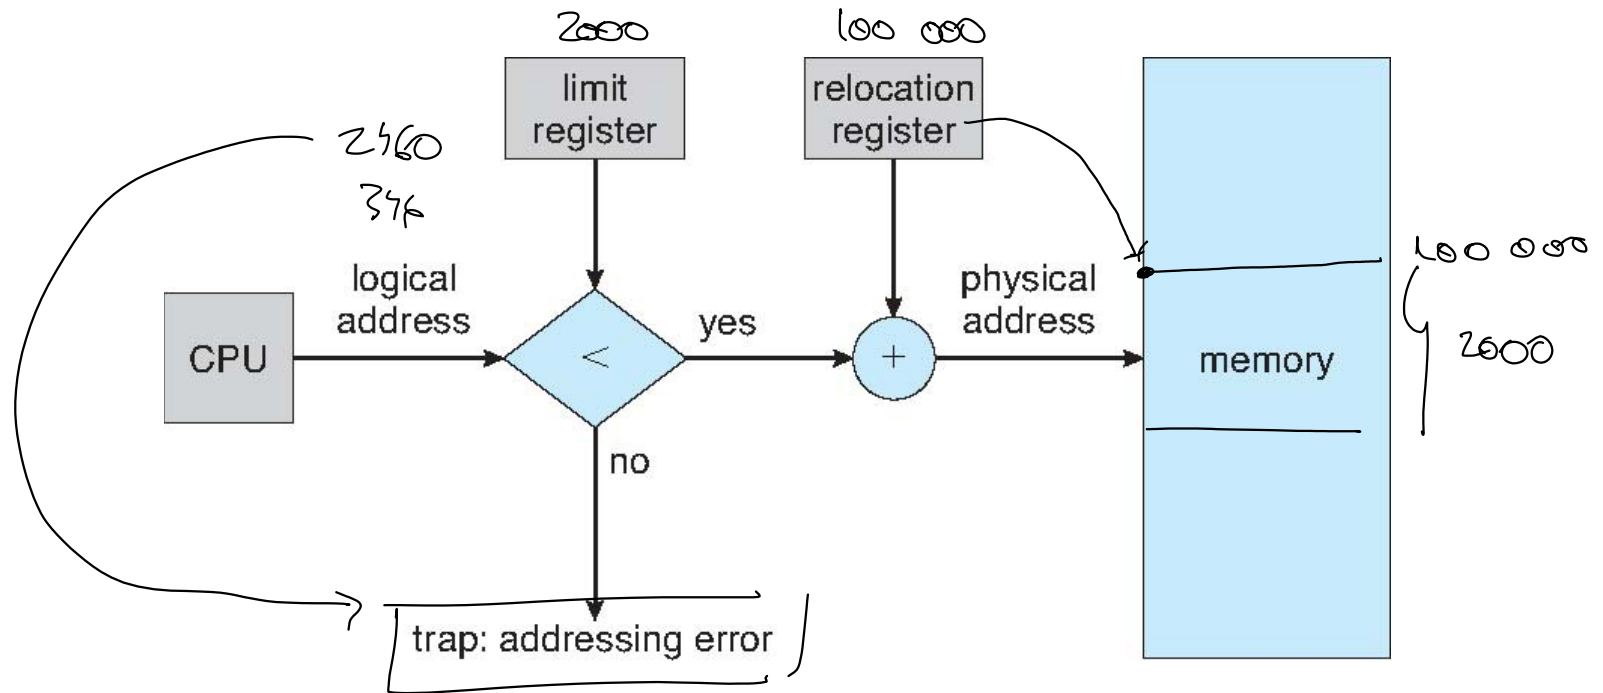 2000
100 000
limit
register
relocation
register
2460
346
100 000
logical
address
yes
physical
address
CPU
<
+
memory
2000
no
trap: addressing error